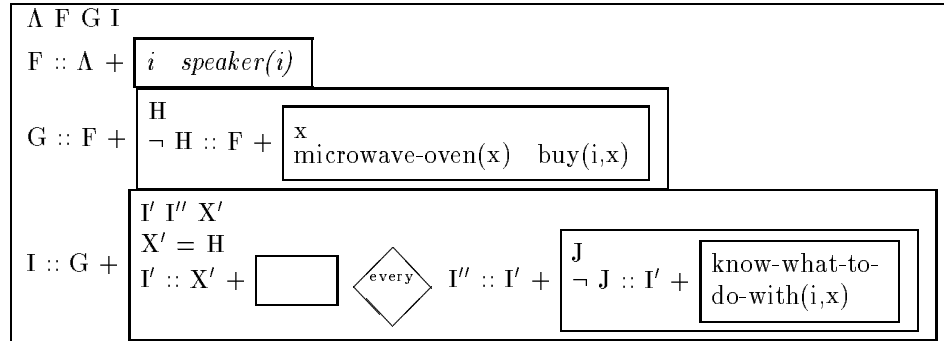 Λ F G I
F :: Λ + i speaker(i)
H
G :: F + ¬ H :: F + x
microwave-oven(x) buy(i,x)
I′ I″ X′
X′ = H
I :: G + I′ :: X′ + every I″ :: I′ + J
¬ J :: I′ + know-what-to-
do-with(i,x)